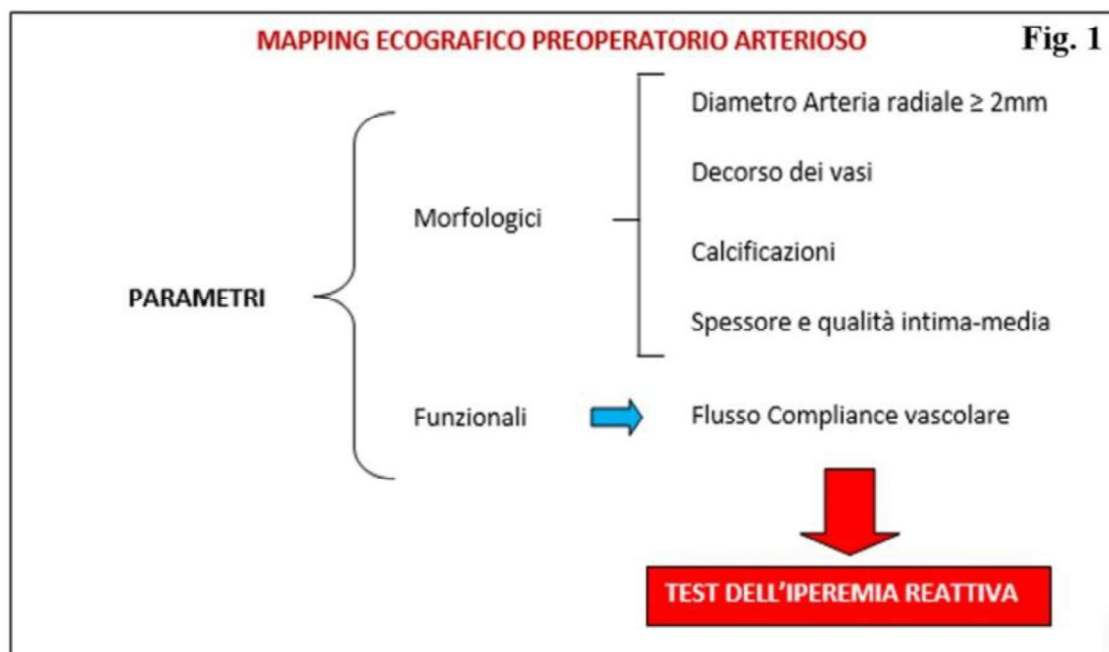 MAPPING ECOGRAFICO PREOPERATORIO ARTERIOSO
Fig. 1
Diametro Arteria radiale ≥ 2mm
Decorso dei vasi
Morfologici
Calcificazioni
PARAMETRI
Spessore e qualità intima-media
Funzionali
Flusso Compliance vascolare
TEST DELL'IPEREMIA REATTIVA